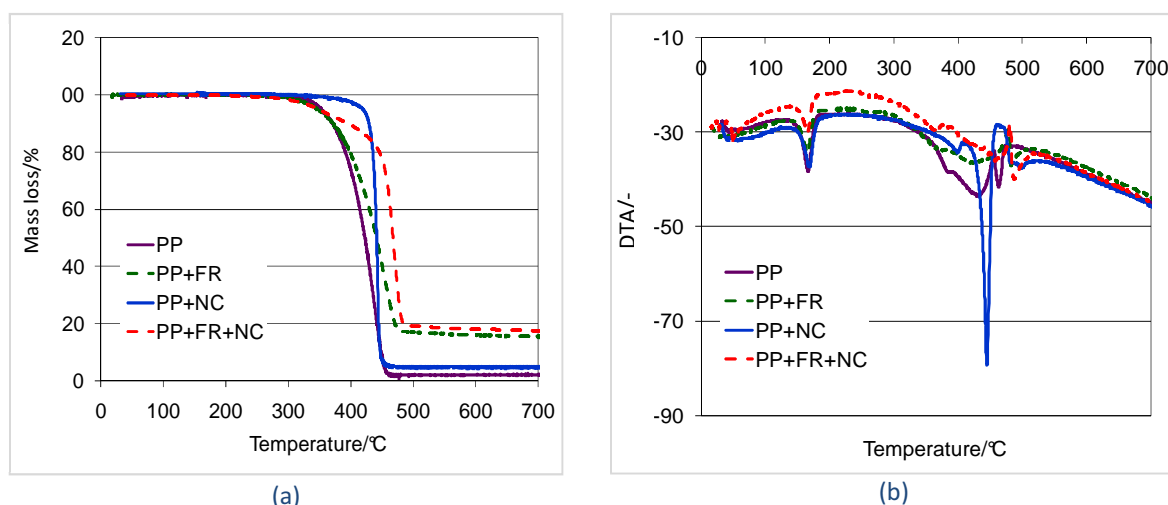 20
00
80
60
40
20
0
0 100 200 300 400 500 600 700
Mass loss/%
PP
PP+FR
PP+NC
PP+FR+NC
Temperature/°C
(a)
-10
-30
-50
-70
-90
0 100 200 300 400 500 600 700
DTA/-
PP
PP+FR
PP+NC
PP+FR+NC
Temperature/°C
(b)